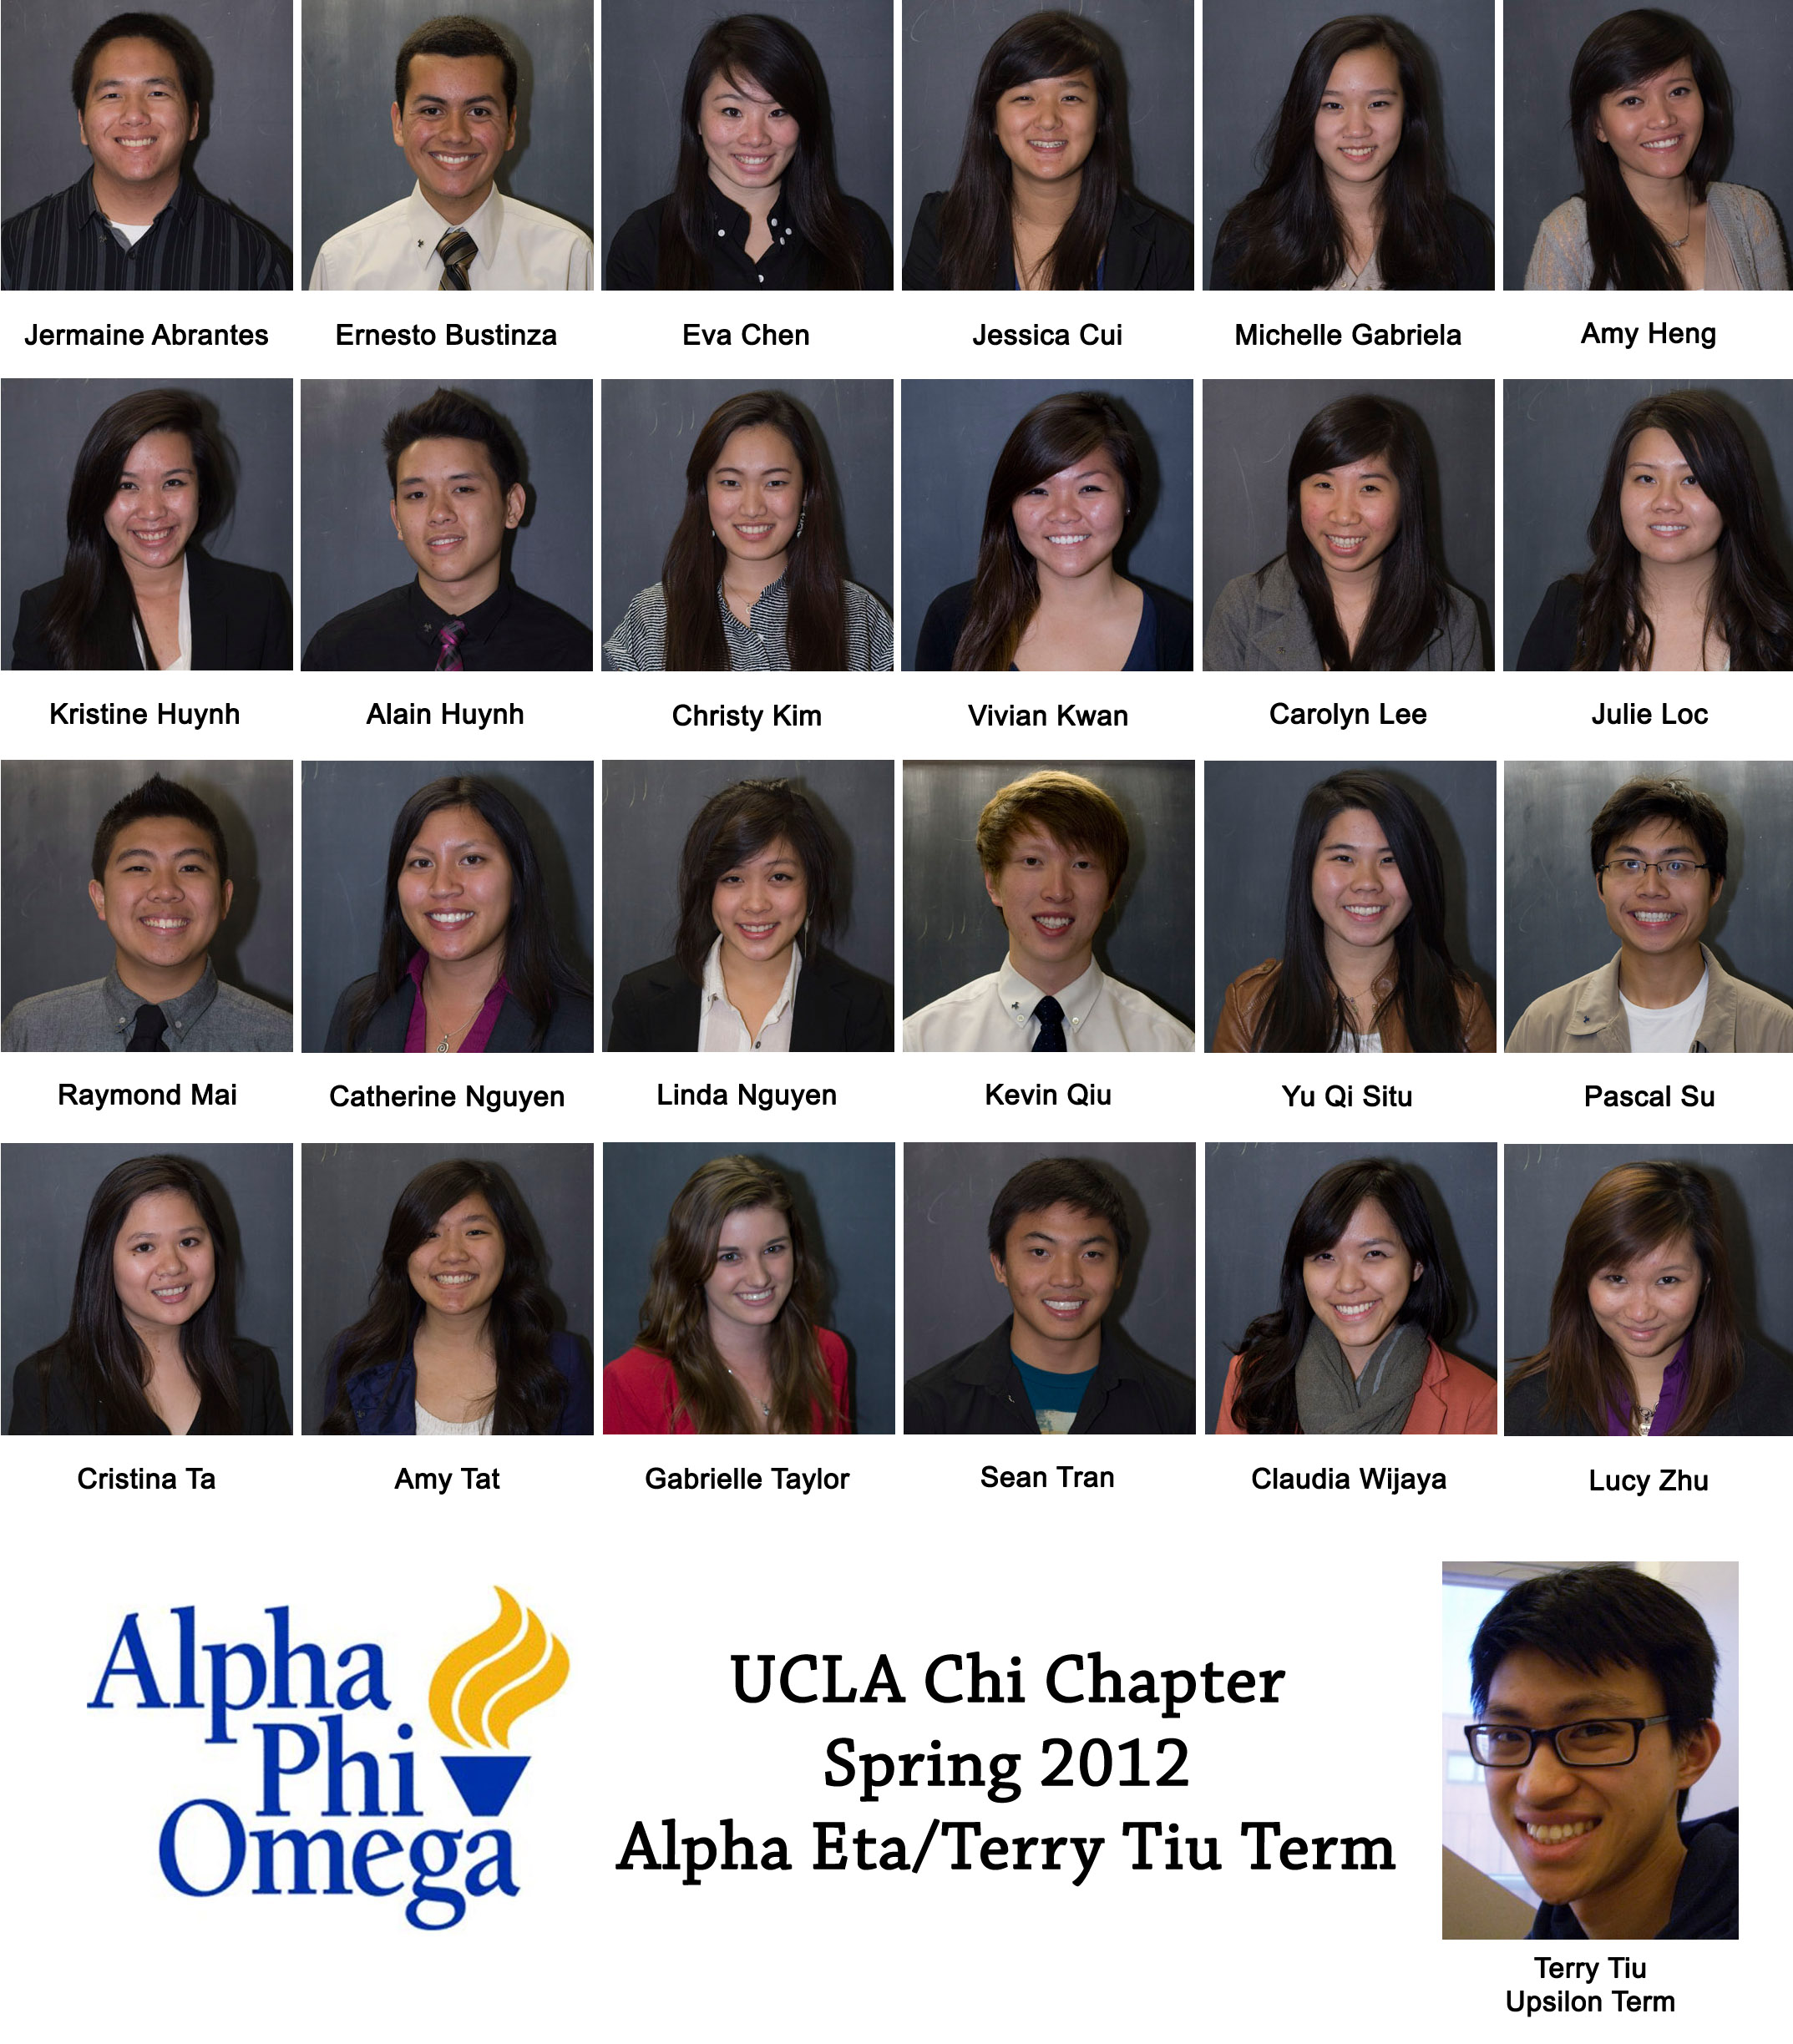 Jermaine Abrantes
Ernesto Bustinza
Eva Chen
Jessica Cui
Michelle Gabriela
Amy Heng
Kristine Huynh
Alain Huynh
Christy Kim
Vivian Kwan
Carolyn Lee
Julie Loc
Raymond Mai
Catherine Nguyen
Linda Nguyen
Kevin Qiu
Yu Qi Situ
Pascal Su
Cristina Ta
Amy Tat
Gabrielle Taylor
Sean Tran
Claudia Wijaya
Lucy Zhu
Alpha
Phi
Omega
UCLA Chi Chapter
Spring 2012
Alpha Eta/Terry Tiu Term
Terry Tiu
Upsilon Term